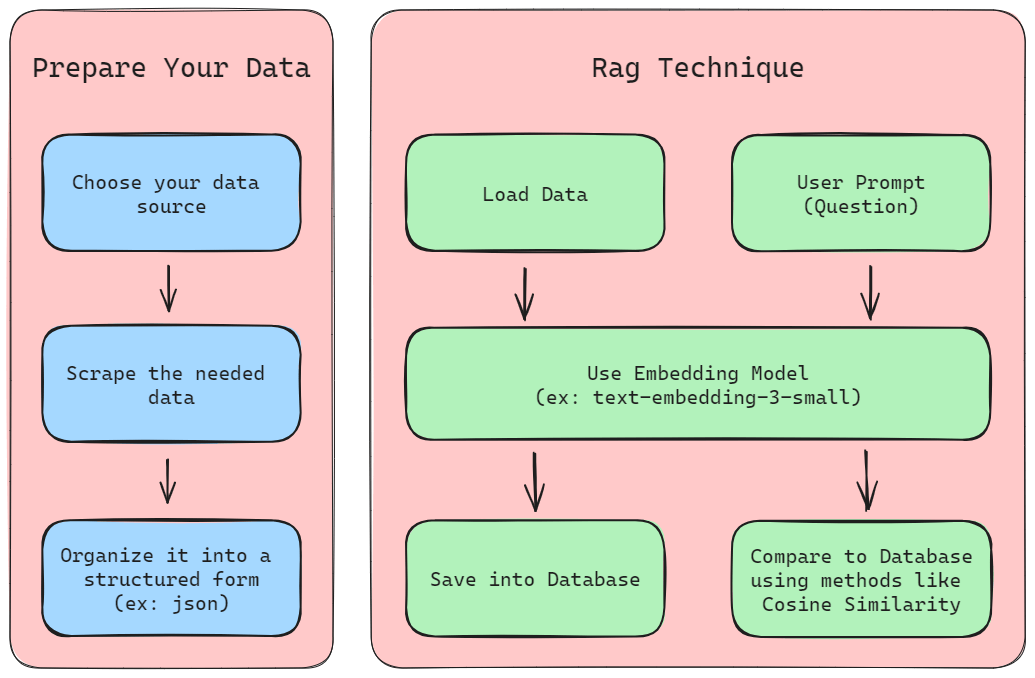 Prepare Your Data
Choose your data
source
Scrape the needed
data
Organize it into a
structured form
(ex: json)
Rag Technique
Load Data
User Prompt
(Question)
Use Embedding Model
(ex: text-embedding-3-small)
Save into Database
Compare to Database
using methods like
Cosine Similarity